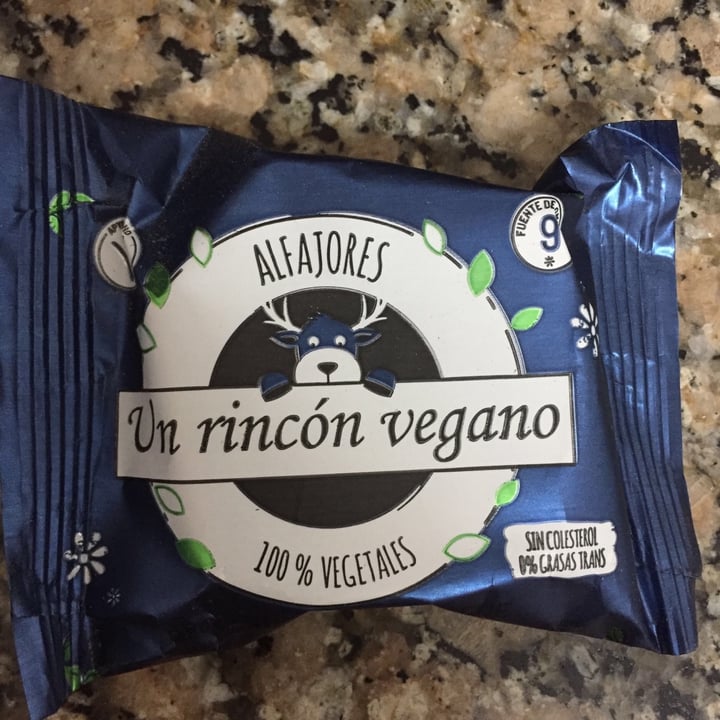 ALFAJORES
FUENTE DE
9
*
Un rincón vegano
100 % VEGETALES
SIN COLESTEROL
0% GRASAS TRANS